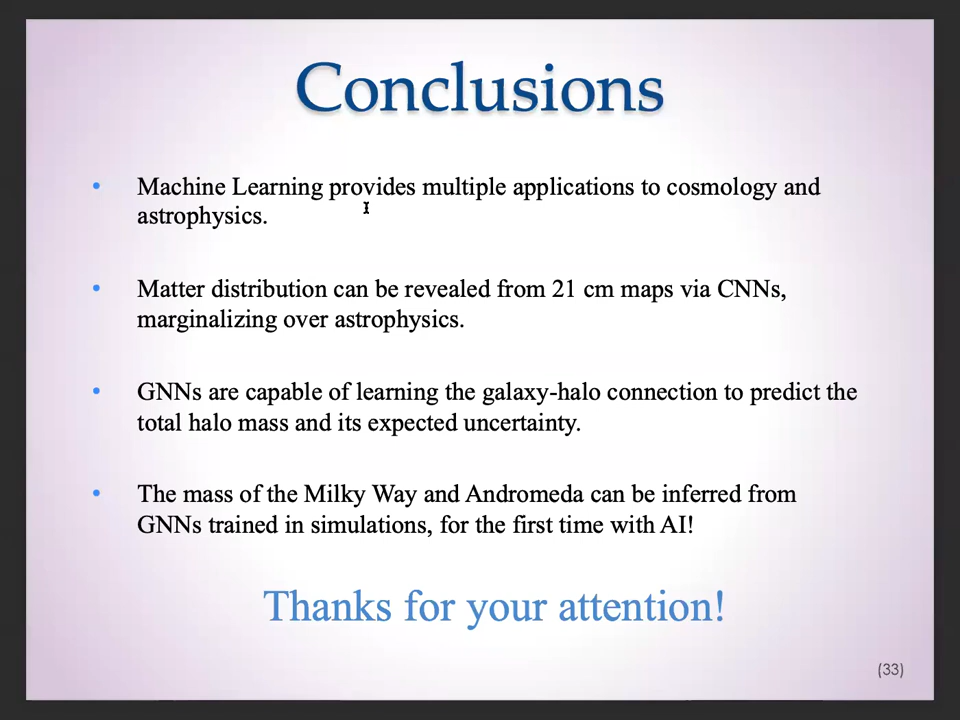 Conclusions
• Machine Learning provides multiple applications to cosmology and
astrophysics.
• Matter distribution can be revealed from 21 cm maps via CNNs,
marginalizing over astrophysics.
• GNNs are capable of learning the galaxy-halo connection to predict the
total halo mass and its expected uncertainty.
• The mass of the Milky Way and Andromeda can be inferred from
GNNs trained in simulations, for the first time with AI!
Thanks for your attention!
(33)